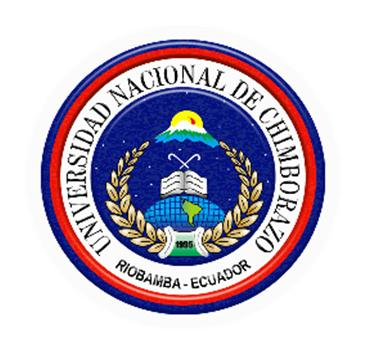 UNIVERSIDAD NACIONAL DE CHIMBORAZO
1995
RIOBAMBA - ECUADOR